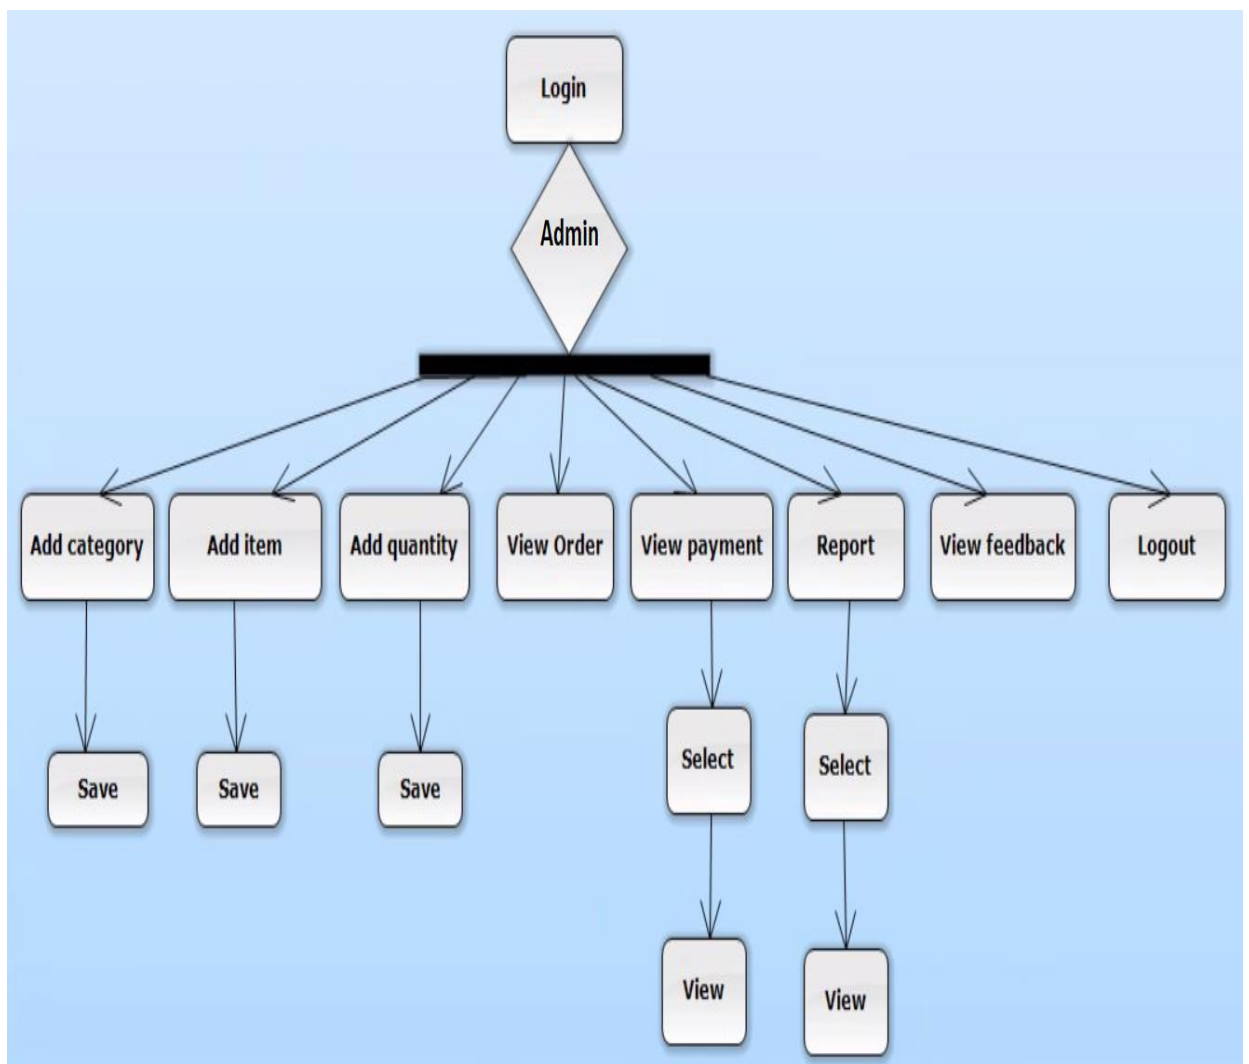 Login
Admin
Add category
Add item
Add quantity
View Order
View payment
Report
View feedback
Logout
Save
Save
Save
Select
Select
View
View